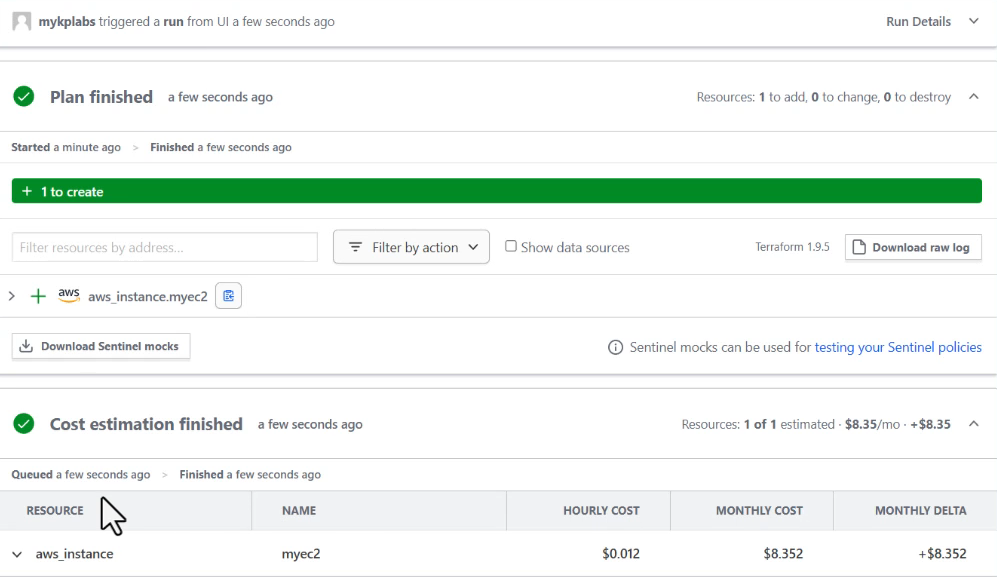 mykplabs triggered a run from UI a few seconds ago Run Details
Plan finished a few seconds ago Resources: 1 to add, 0 to change, 0 to destroy
Started a minute ago > Finished a few seconds ago
+ 1 to create
Filter resources by address... Filter by action Show data sources Terraform 1.9.5 Download raw log
aws aws_instance.myec2
Download Sentinel mocks Sentinel mocks can be used for testing your Sentinel policies
Cost estimation finished a few seconds ago Resources: 1 of 1 estimated · $8.35/mo · +$8.35
Queued a few seconds ago > Finished a few seconds ago
RESOURCE NAME HOURLY COST MONTHLY COST MONTHLY DELTA
aws_instance myec2 $0.012 $8.352 +$8.352